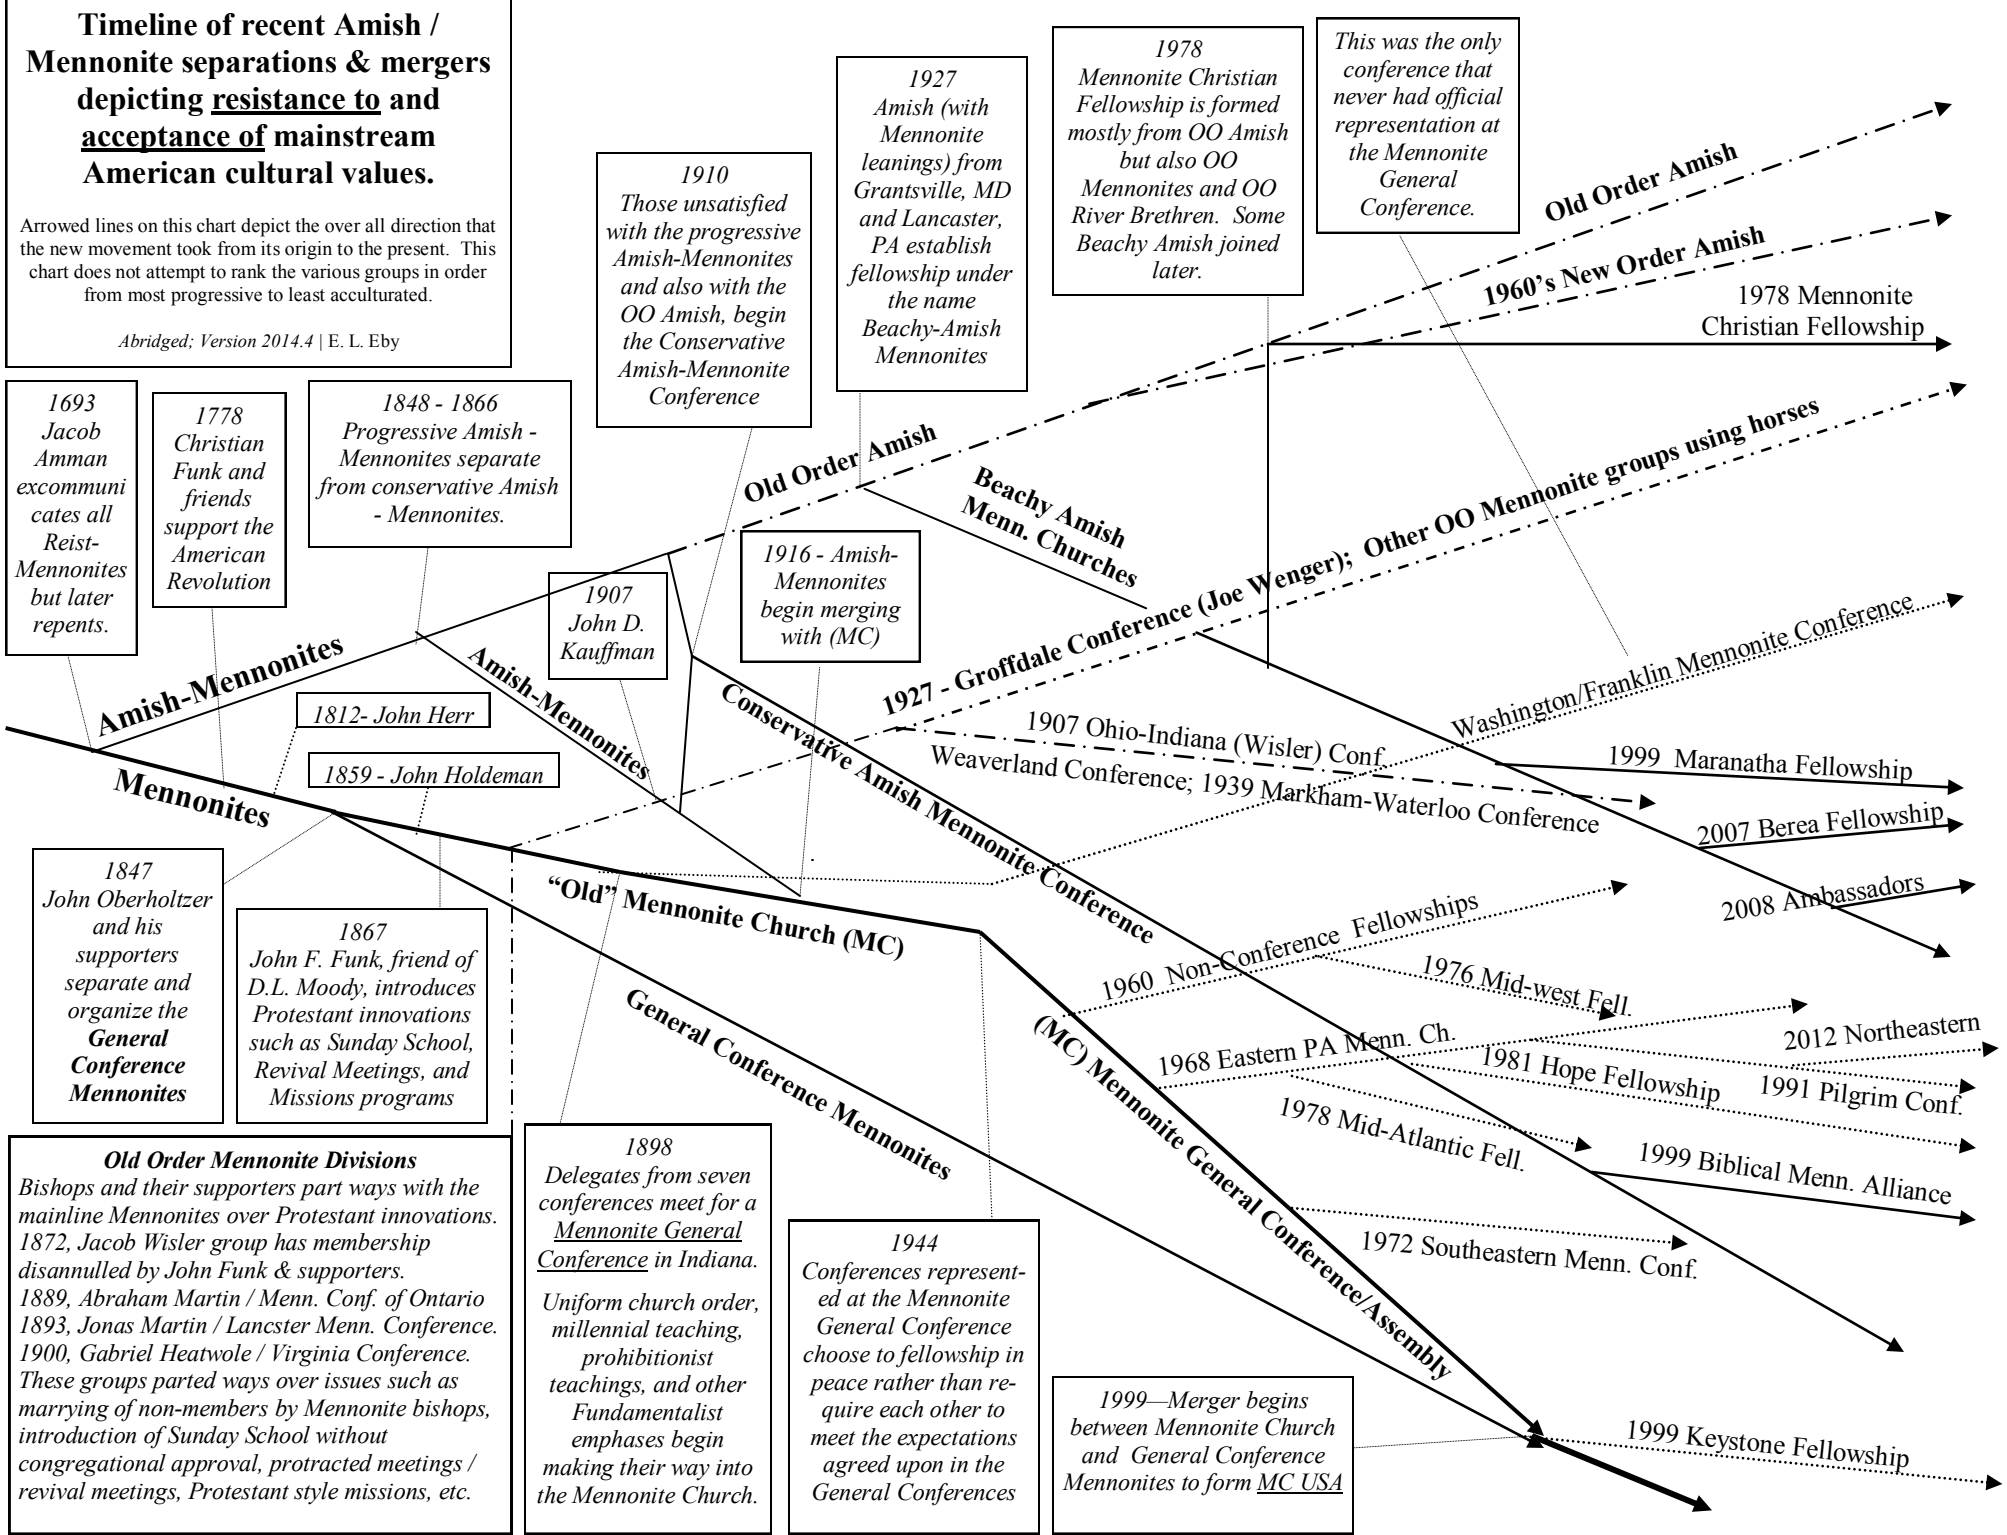 Timeline of recent Amish /
Mennonite separations & mergers
depicting resistance to and
acceptance of mainstream
American cultural values.
Arrowed lines on this chart depict the over all direction that
the new movement took from its origin to the present. This
chart does not attempt to rank the various groups in order
from most progressive to least acculturated.
Abridged; Version 2014.4 | E. L. Eby
1693
Jacob
Amman
excommuni
cates all
Reist-
Mennonites
but later
repents.
1778
Christian
Funk and
friends
support the
American
Revolution
1848 - 1866
Progressive Amish -
Mennonites separate
from conservative Amish
- Mennonites.
1910
Those unsatisfied
with the progressive
Amish-Mennonites
and also with the
OO Amish, begin
the Conservative
Amish-Mennonite
Conference
1927
Amish (with
Mennonite
leanings) from
Grantsville, MD
and Lancaster,
PA establish
fellowship under
the name
Beachy-Amish
Mennonites
1978
Mennonite Christian
Fellowship is formed
mostly from OO Amish
but also OO
Mennonites and OO
River Brethren. Some
Beachy Amish joined
later.
This was the only
conference that
never had official
representation at
the Mennonite
General
Conference.
Old Order Amish
1960's New Order Amish
1978 Mennonite
Christian Fellowship
Old Order Amish
Beachy Amish
Menn. Churches
1927 - Groffdale Conference (Joe Wenger); Other OO Mennonite groups using horses
1907
John D.
Kauffman
1916 - Amish-
Mennonites
begin merging
with (MC)
Amish-Mennonites
Amish-Mennonites
1812- John Herr
1859 - John Holdeman
Mennonites
Conservative Amish Mennonite Conference
1907 Ohio-Indiana (Wisler) Conf.
Weaverland Conference; 1939 Markham-Waterloo Conference
Washington/Franklin Mennonite Conference
1999 Maranatha Fellowship
2007 Berea Fellowship
2008 Ambassadors
1847
John Oberholtzer
and his
supporters
separate and
organize the
General
Conference
Mennonites
1867
John F. Funk, friend of
D.L. Moody, introduces
Protestant innovations
such as Sunday School,
Revival Meetings, and
Missions programs
"Old" Mennonite Church (MC)
General Conference Mennonites
(MC) Mennonite General Conference/Assembly
1960 Non-Conference Fellowships
1976 Mid-west Fell.
1968 Eastern PA Menn. Ch.
1981 Hope Fellowship
2012 Northeastern
1991 Pilgrim Conf.
1978 Mid-Atlantic Fell.
1999 Biblical Menn. Alliance
1972 Southeastern Menn. Conf.
Old Order Mennonite Divisions
Bishops and their supporters part ways with the
mainline Mennonites over Protestant innovations.
1872, Jacob Wisler group has membership
disannulled by John Funk & supporters.
1889, Abraham Martin / Menn. Conf. of Ontario
1893, Jonas Martin / Lancster Menn. Conference.
1900, Gabriel Heatwole / Virginia Conference.
These groups parted ways over issues such as
marrying of non-members by Mennonite bishops,
introduction of Sunday School without
congregational approval, protracted meetings /
revival meetings, Protestant style missions, etc.
1898
Delegates from seven
conferences meet for a
Mennonite General
Conference in Indiana.
Uniform church order,
millennial teaching,
prohibitionist
teachings, and other
Fundamentalist
emphases begin
making their way into
the Mennonite Church.
1944
Conferences represent-
ed at the Mennonite
General Conference
choose to fellowship in
peace rather than re-
quire each other to
meet the expectations
agreed upon in the
General Conferences
1999—Merger begins
between Mennonite Church
and General Conference
Mennonites to form MC USA
1999 Keystone Fellowship